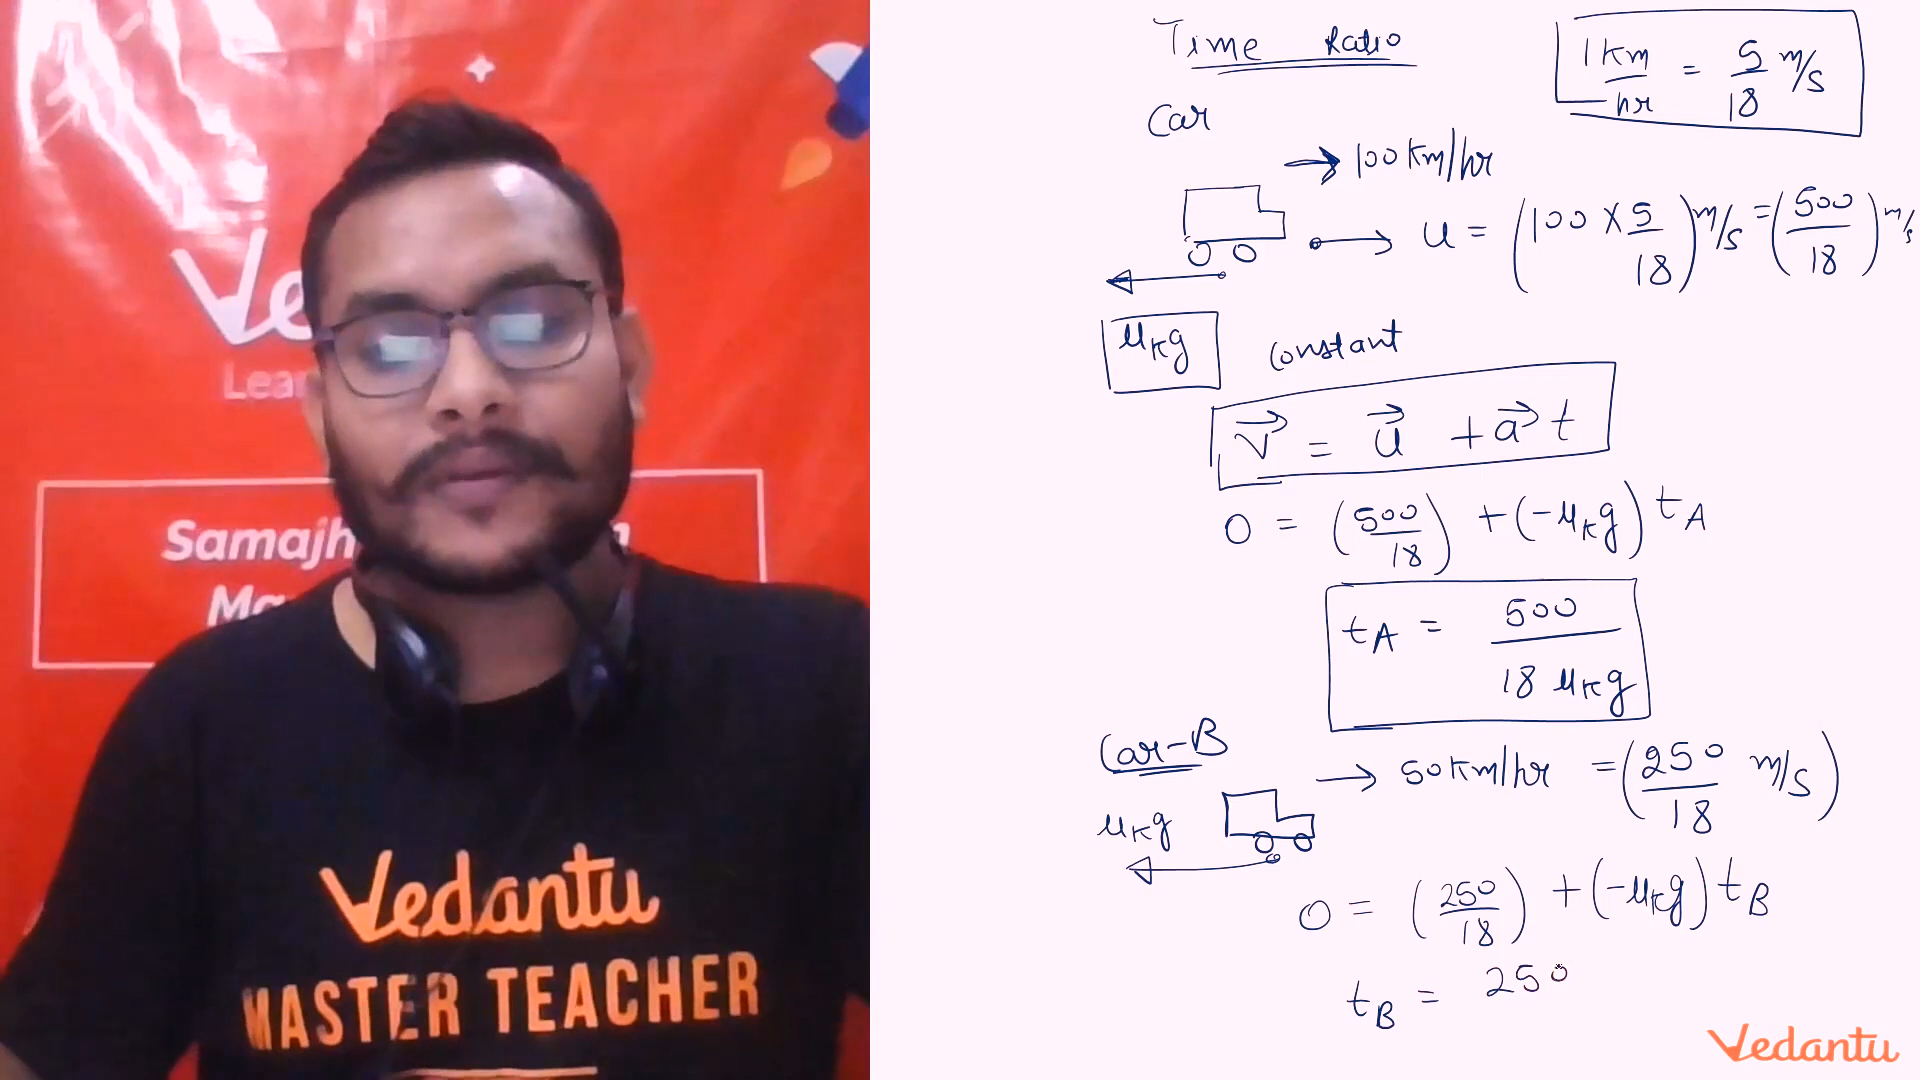 Time Ratio
1 km/hr = 5/18 m/s
Car
→ 100 km/hr
u = (100 × 5/18) m/s = (500/18) m/s
μKg
constant
v⃗ = u⃗ + a⃗ t
0 = (500/18) + (-μKg) tA
tA = 500 / 18 μKg
Car-B
→ 50 km/hr = (250/18 m/s)
μKg
0 = (250/18) + (-μKg) tB
tB = 250
Vedantu
Samajh
Vedantu
MASTER TEACHER